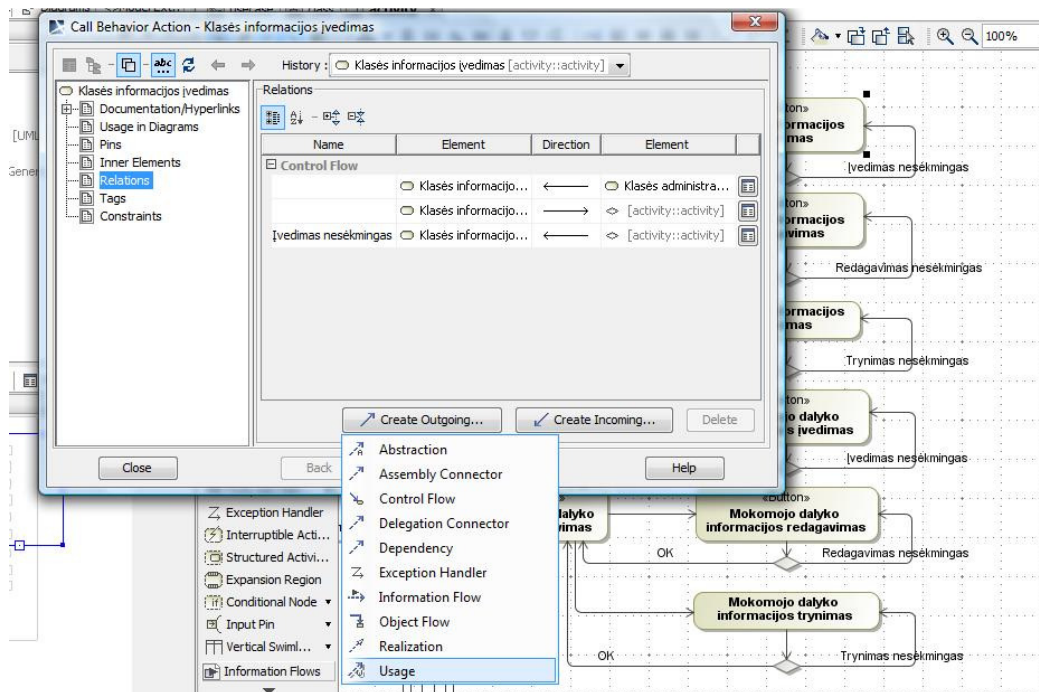 Call Behavior Action - Klasės informacijos įvedimas
History : Klasės informacijos įvedimas [activity::activity]
100%
Klasės informacijos įvedimas
Documentation/Hyperlinks
Usage in Diagrams
Pins
Inner Elements
Relations
Tags
Constraints
Relations
Name Element Direction Element
Control Flow
Klasės informacijo... Klasės administra...
Klasės informacijo... [activity::activity]
Įvedimas nesėkmingas Klasės informacijo... [activity::activity]
Create Outgoing... Create Incoming... Delete
Close Back Help
Abstraction
Assembly Connector
Control Flow
Delegation Connector
Dependency
Exception Handler
Information Flow
Object Flow
Realization
Usage
Exception Handler
Interruptible Acti...
Structured Activi...
Expansion Region
Conditional Node
Input Pin
Vertical Swiml...
Information Flows
Įvedimas nesėkmingas
Redagavimas nesėkmingas
Trynimas nesėkmingas
įvedimas
Įvedimas nesėkmingas
«Button»
Mokomojo dalyko
informacijos redagavimas
OK
Redagavimas nesėkmingas
Mokomojo dalyko
informacijos trynimas
OK
Trynimas nesėkmingas